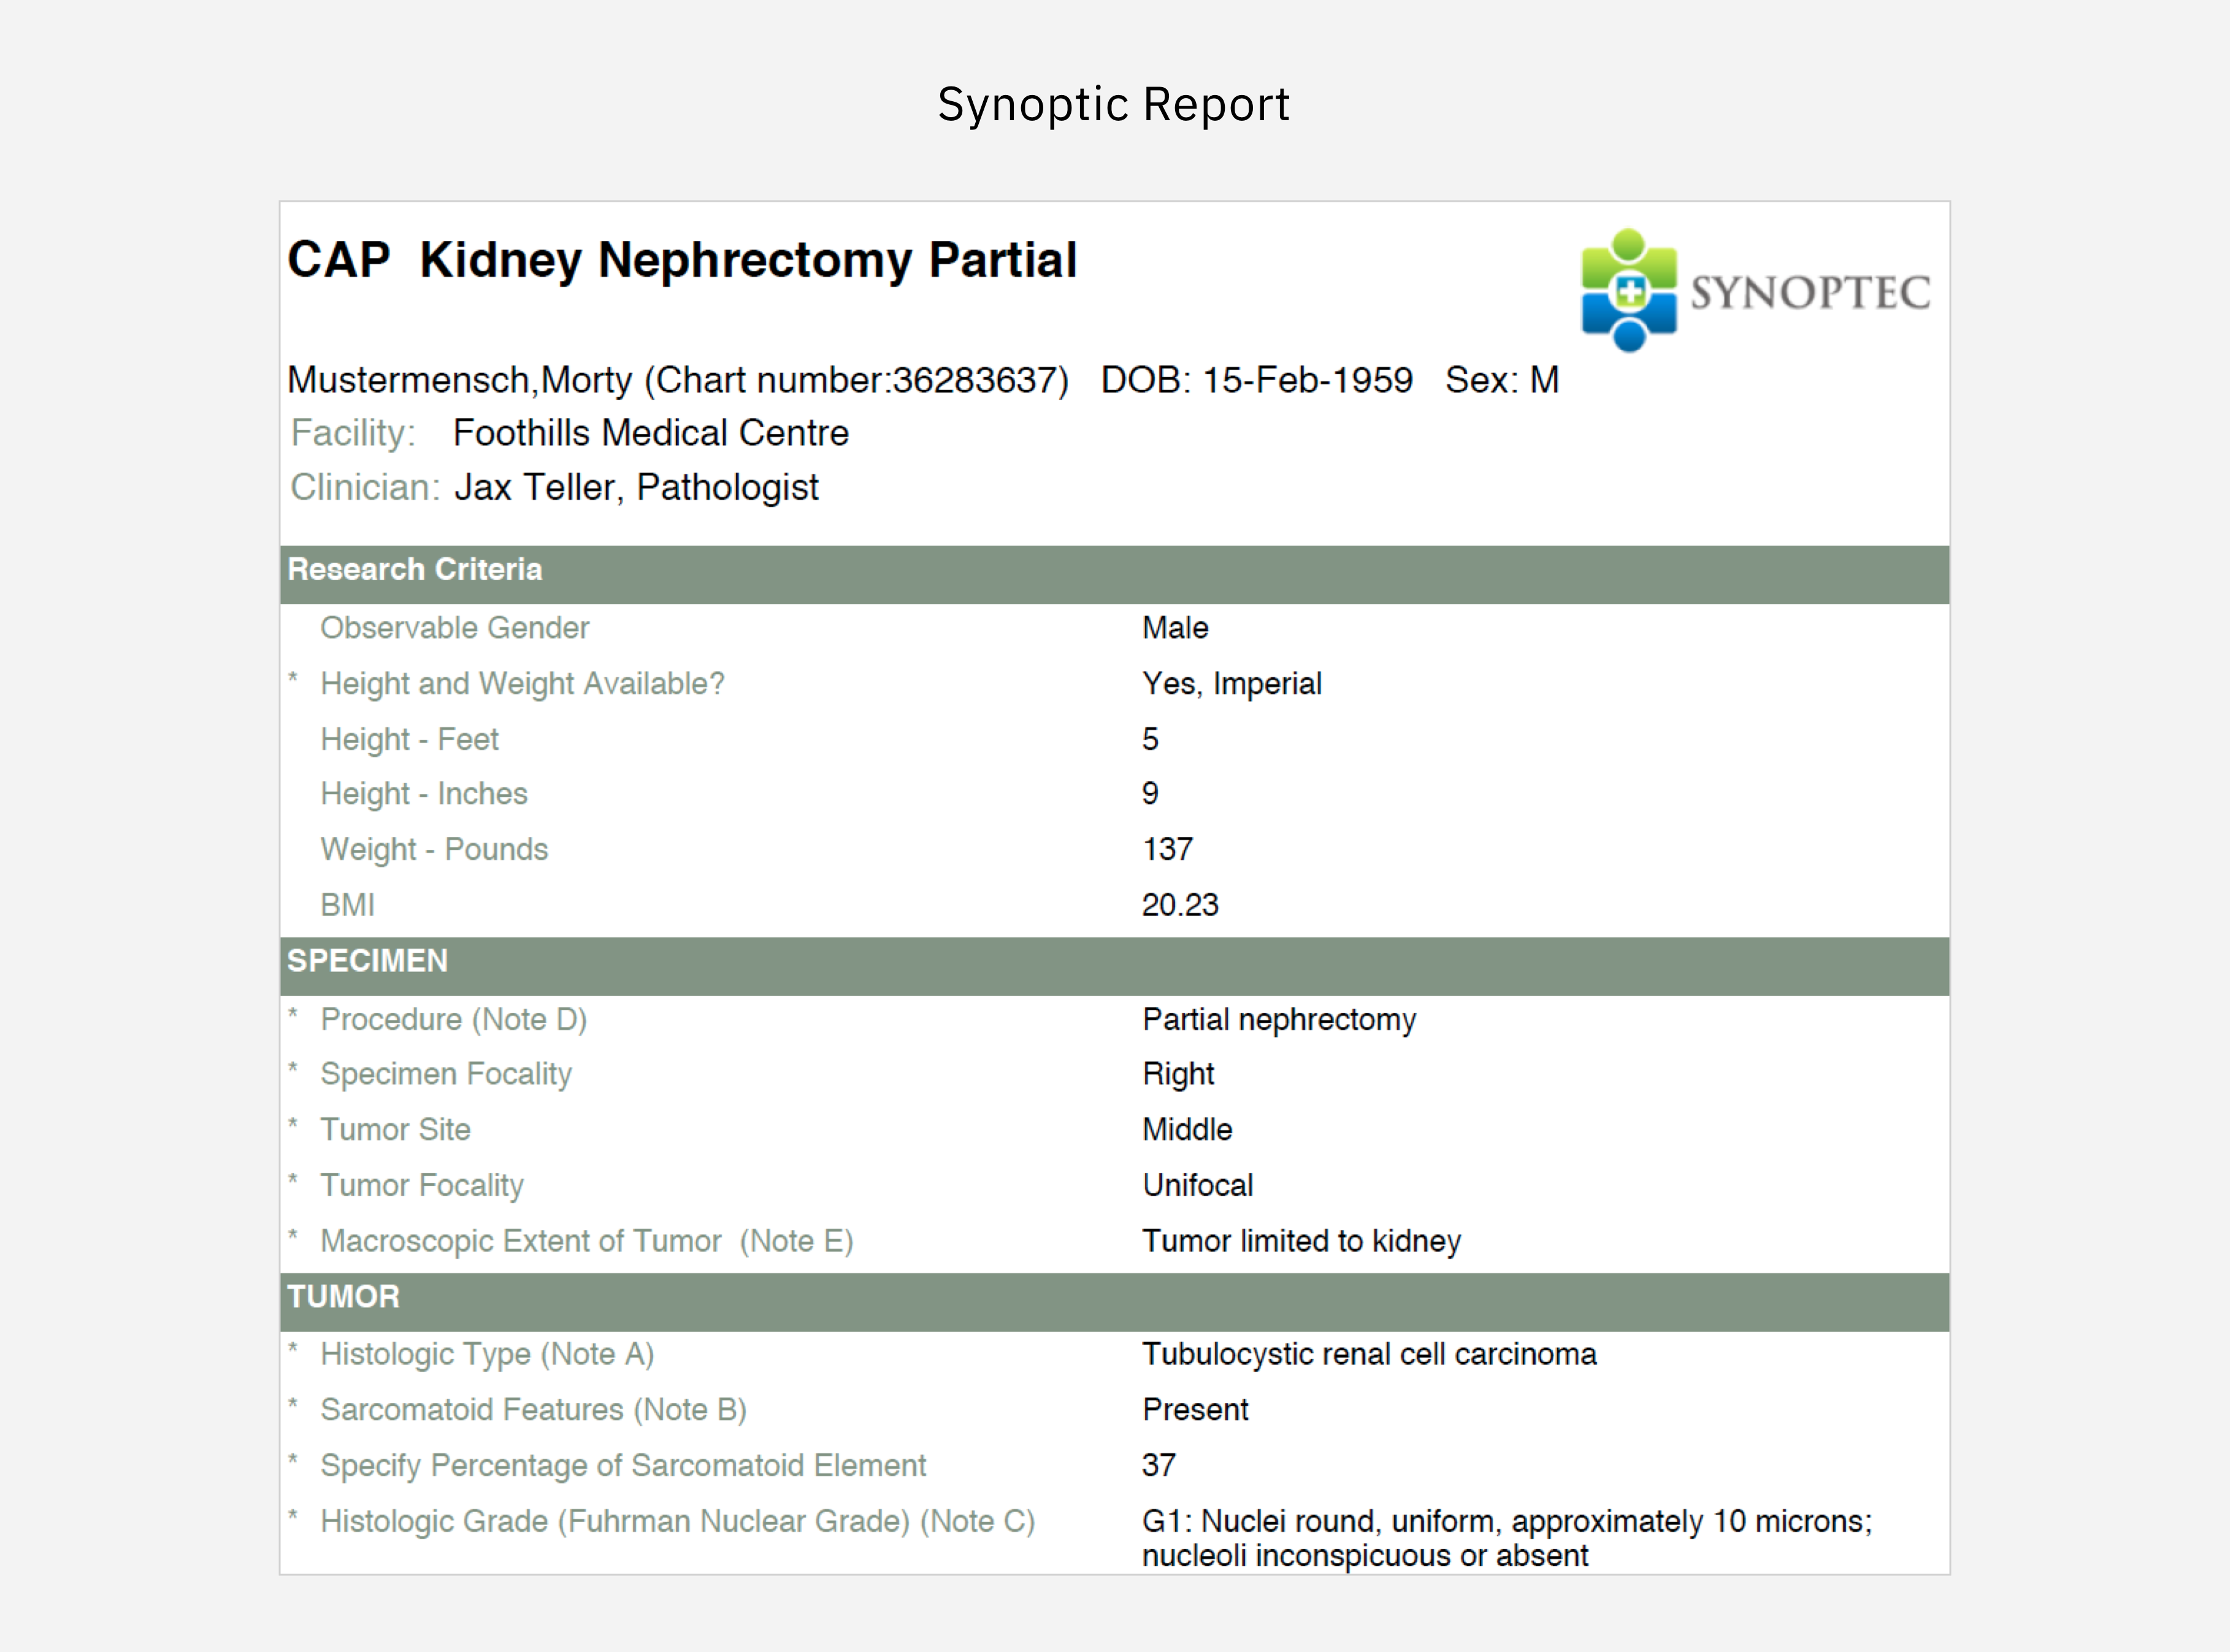 Synoptic Report
CAP  Kidney Nephrectomy Partial
SYNOPTEC
Mustermensch,Morty (Chart number:36283637)   DOB: 15-Feb-1959   Sex: M
Facility:   Foothills Medical Centre
Clinician: Jax Teller, Pathologist
Research Criteria
Observable Gender   Male
* Height and Weight Available?   Yes, Imperial
Height - Feet   5
Height - Inches   9
Weight - Pounds   137
BMI   20.23
SPECIMEN
* Procedure (Note D)   Partial nephrectomy
* Specimen Focality   Right
* Tumor Site   Middle
* Tumor Focality   Unifocal
* Macroscopic Extent of Tumor  (Note E)   Tumor limited to kidney
TUMOR
* Histologic Type (Note A)   Tubulocystic renal cell carcinoma
* Sarcomatoid Features (Note B)   Present
* Specify Percentage of Sarcomatoid Element   37
* Histologic Grade (Fuhrman Nuclear Grade) (Note C)   G1: Nuclei round, uniform, approximately 10 microns;
nucleoli inconspicuous or absent